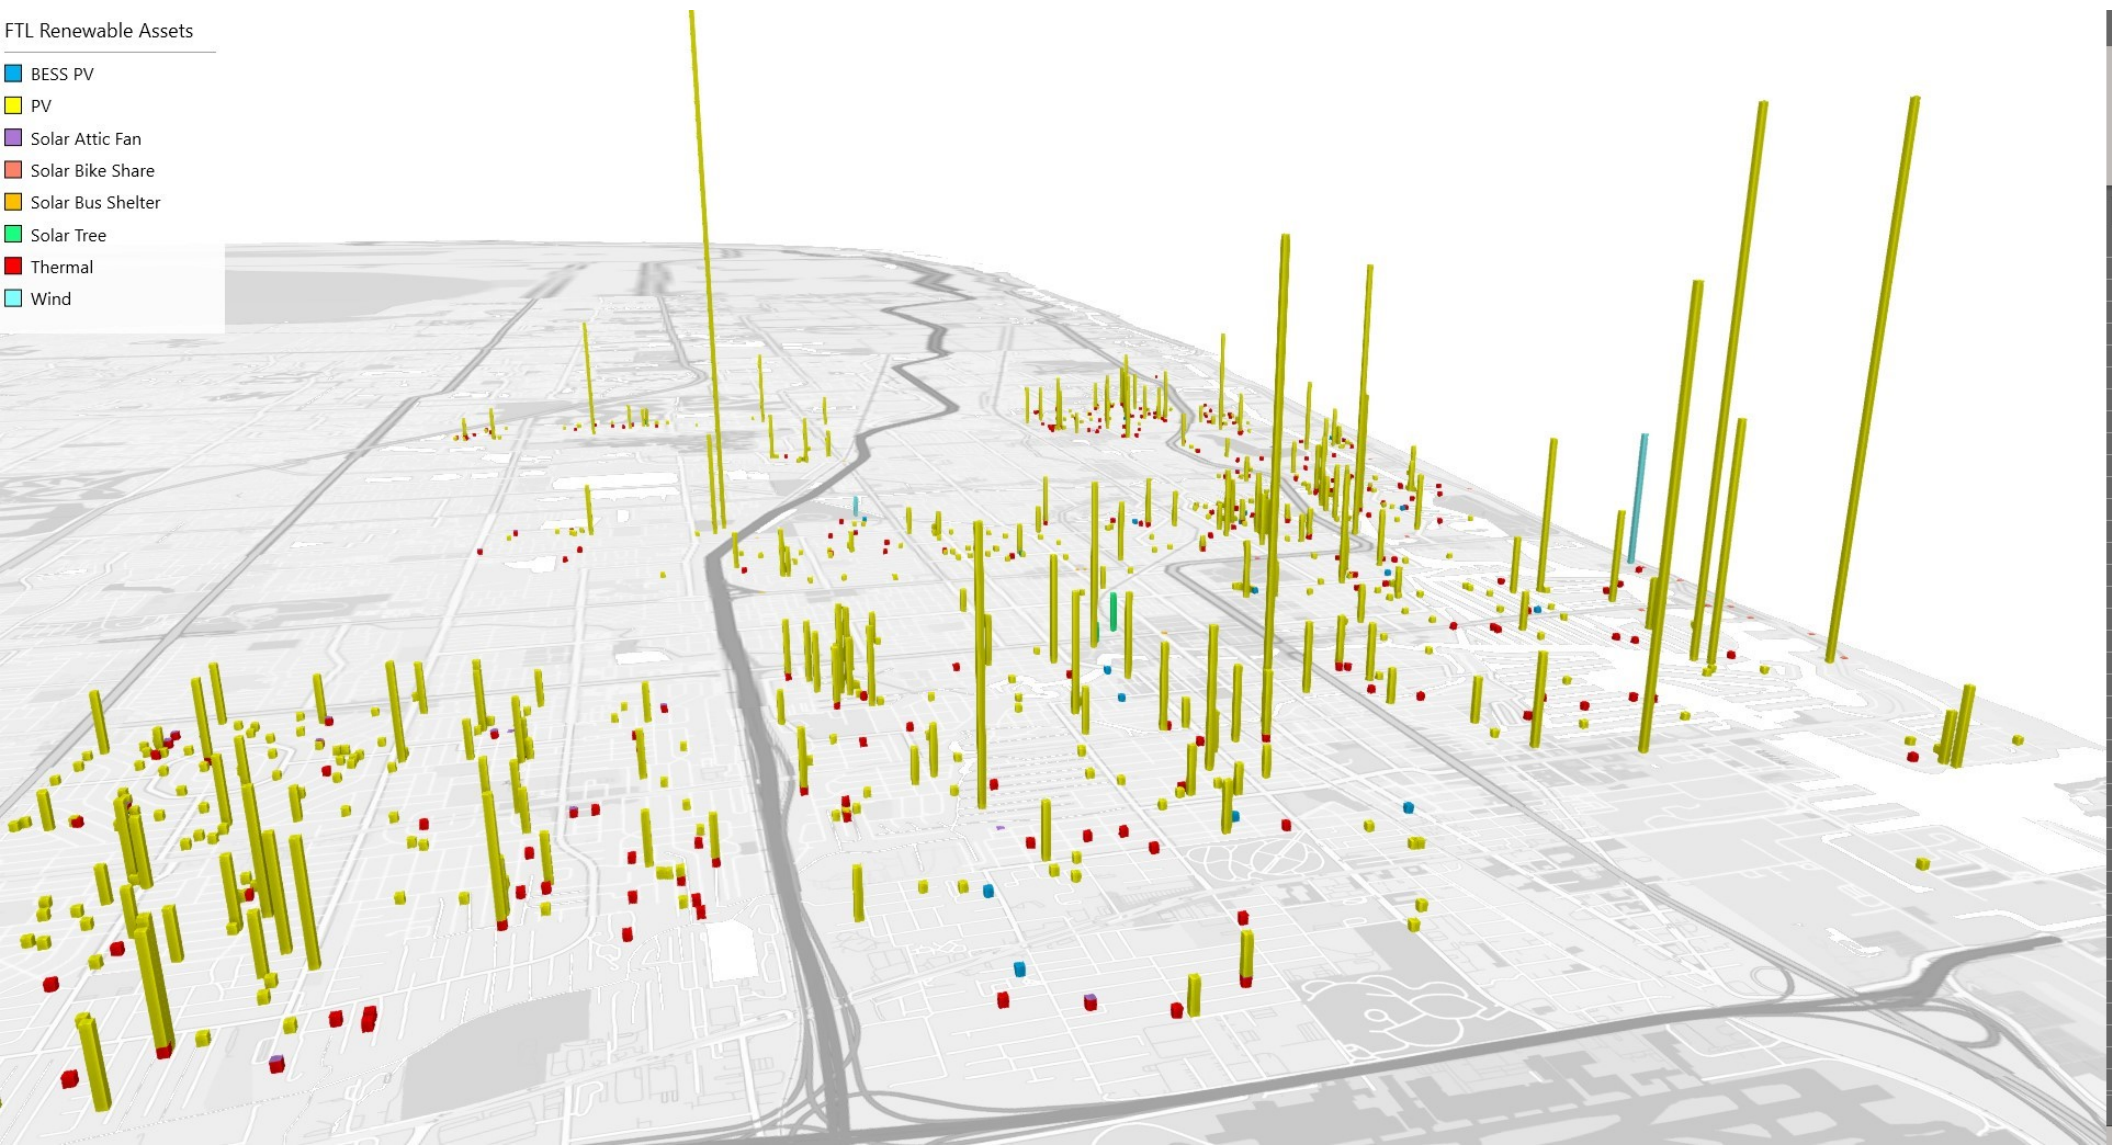 FTL Renewable Assets
BESS PV
PV
Solar Attic Fan
Solar Bike Share
Solar Bus Shelter
Solar Tree
Thermal
Wind